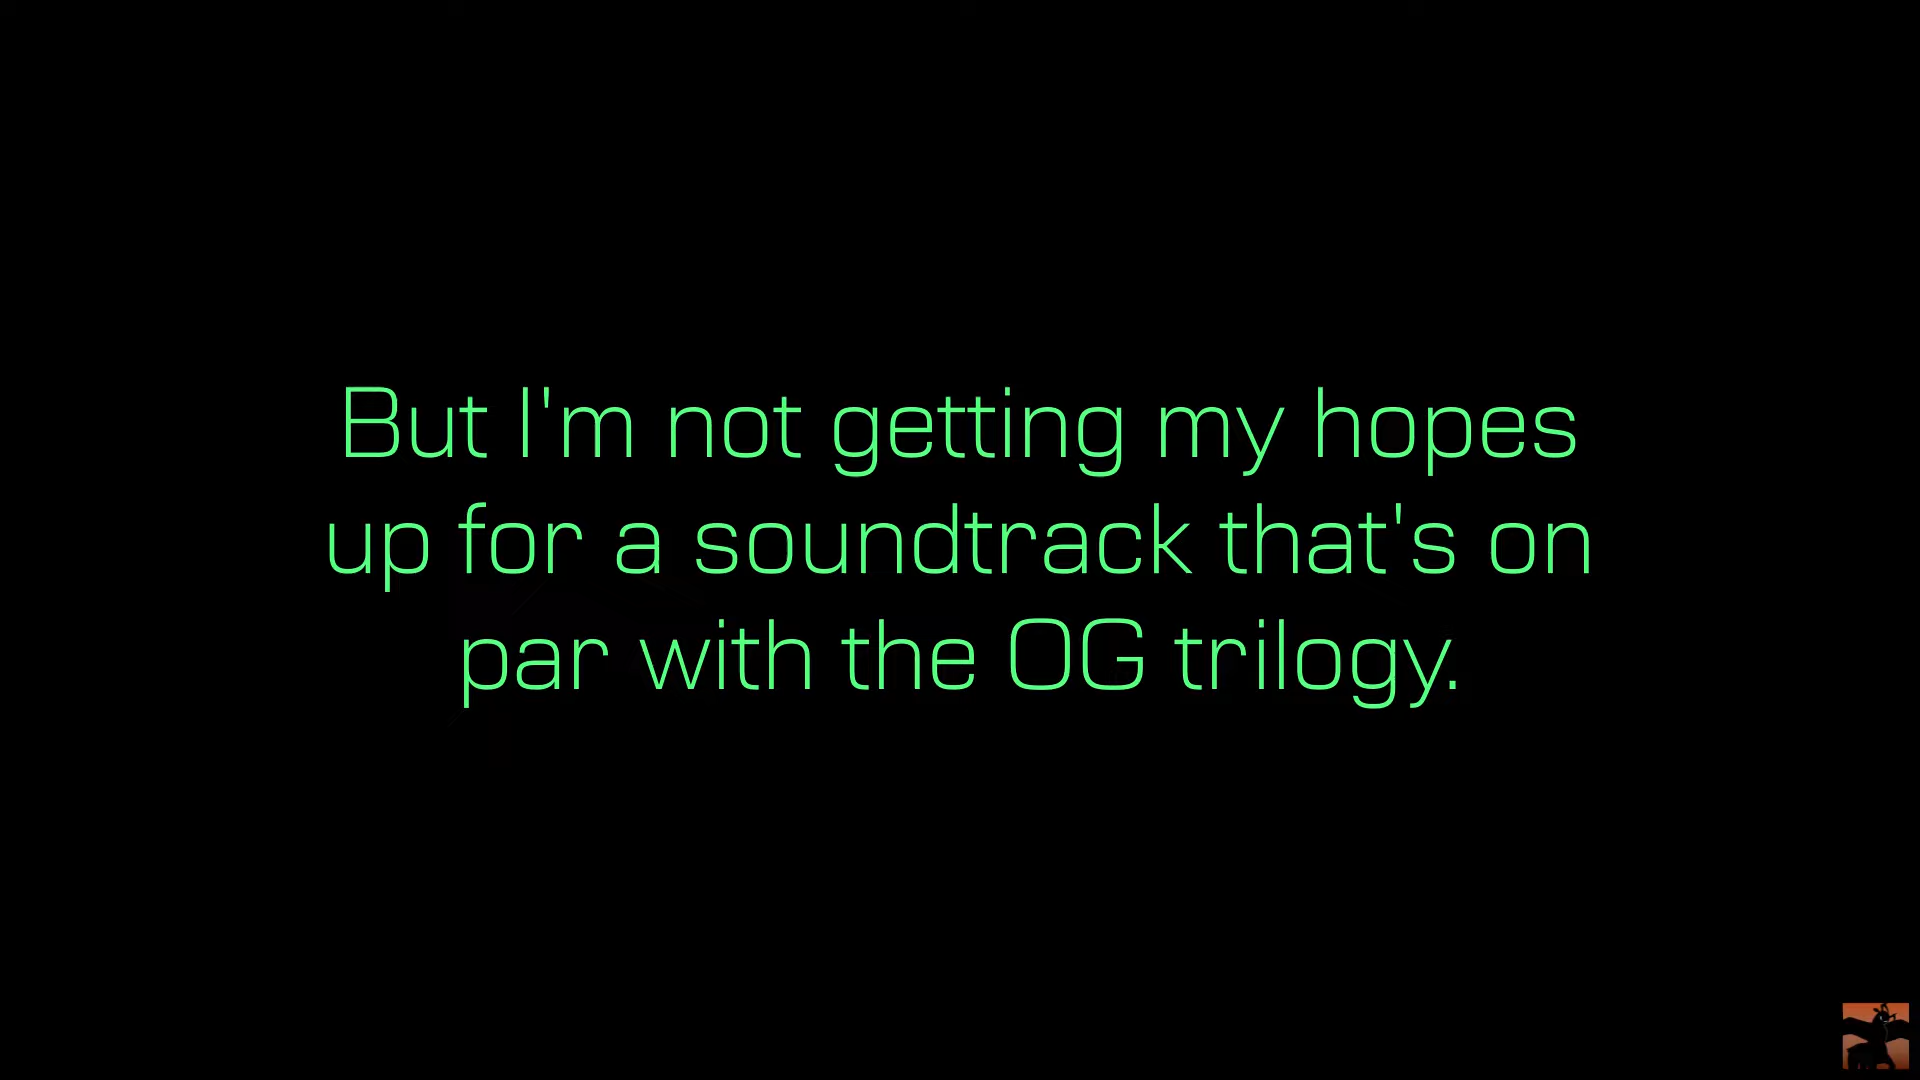 But I'm not getting my hopes
up for a soundtrack that's on
par with the OG trilogy.